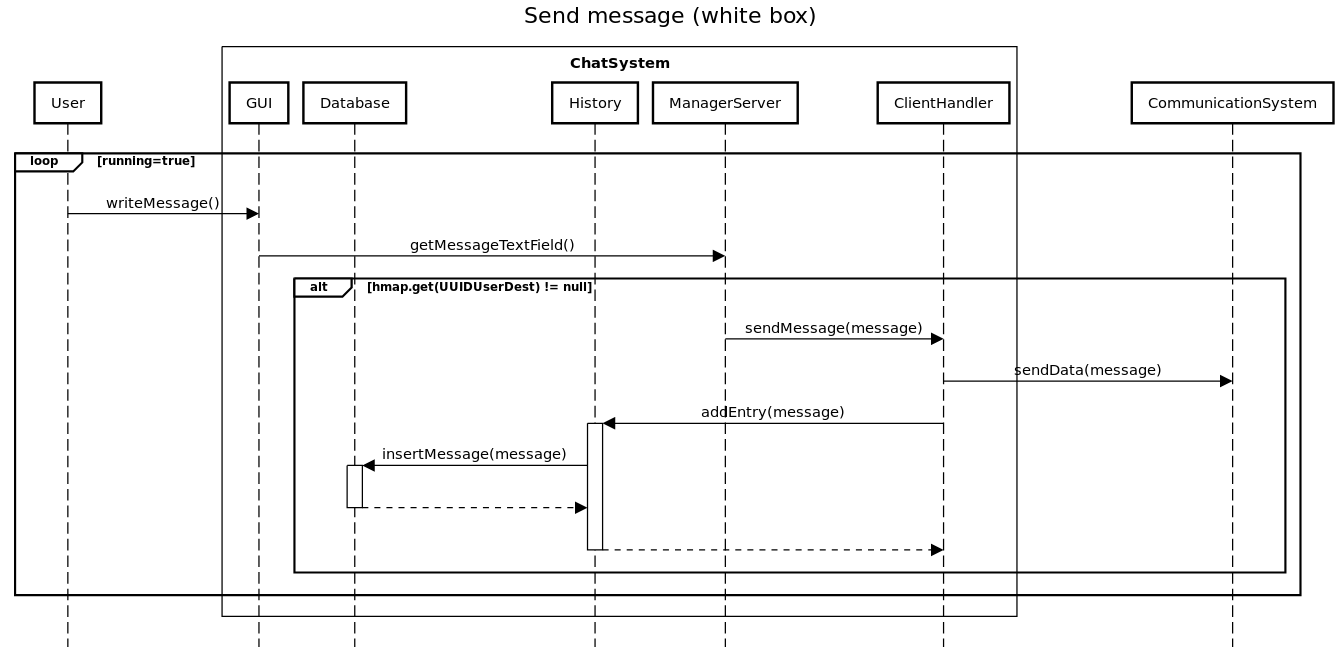 Send message (white box)
ChatSystem
User
GUI
Database
History
ManagerServer
ClientHandler
CommunicationSystem
loop [running=true]
writeMessage()
getMessageTextField()
alt [hmap.get(UUIDUserDest) != null]
sendMessage(message)
sendData(message)
addEntry(message)
insertMessage(message)